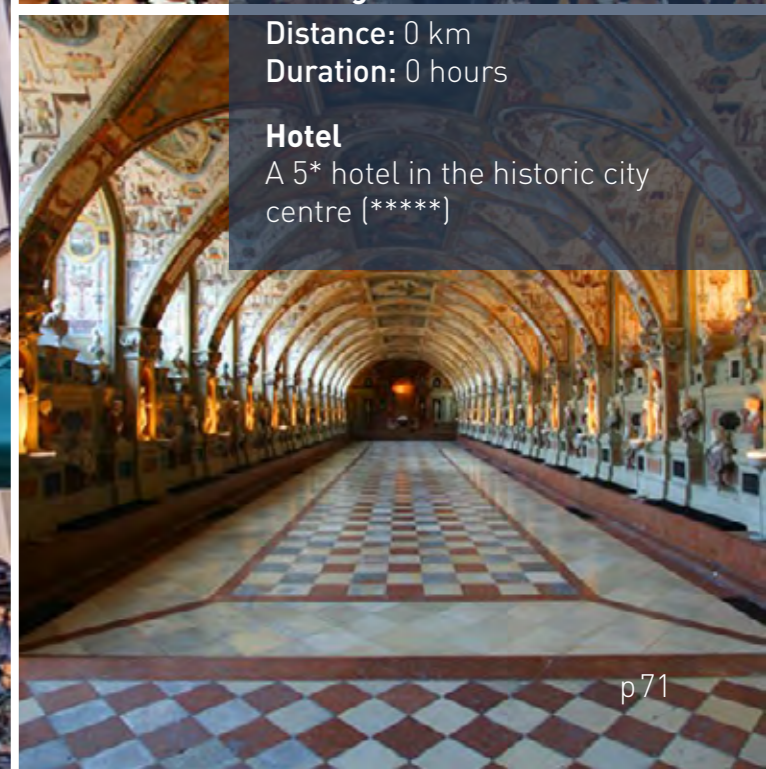 Distance: 0 km
Duration: 0 hours
Hotel
A 5* hotel in the historic city
centre (*****)
p71